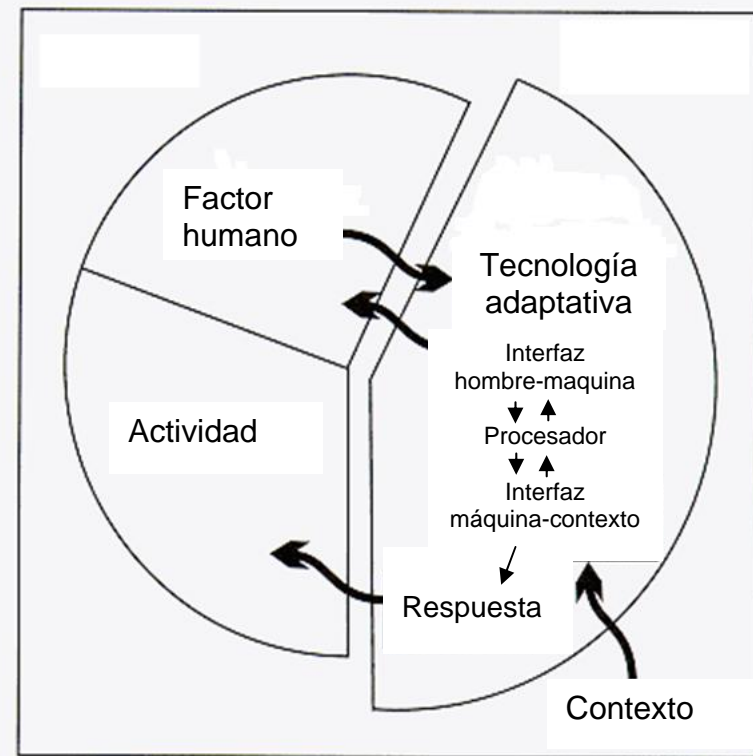 Factor
humano
Tecnología
adaptativa
Interfaz
hombre-maquina
Procesador
Interfaz
máquina-contexto
Actividad
Respuesta
Contexto